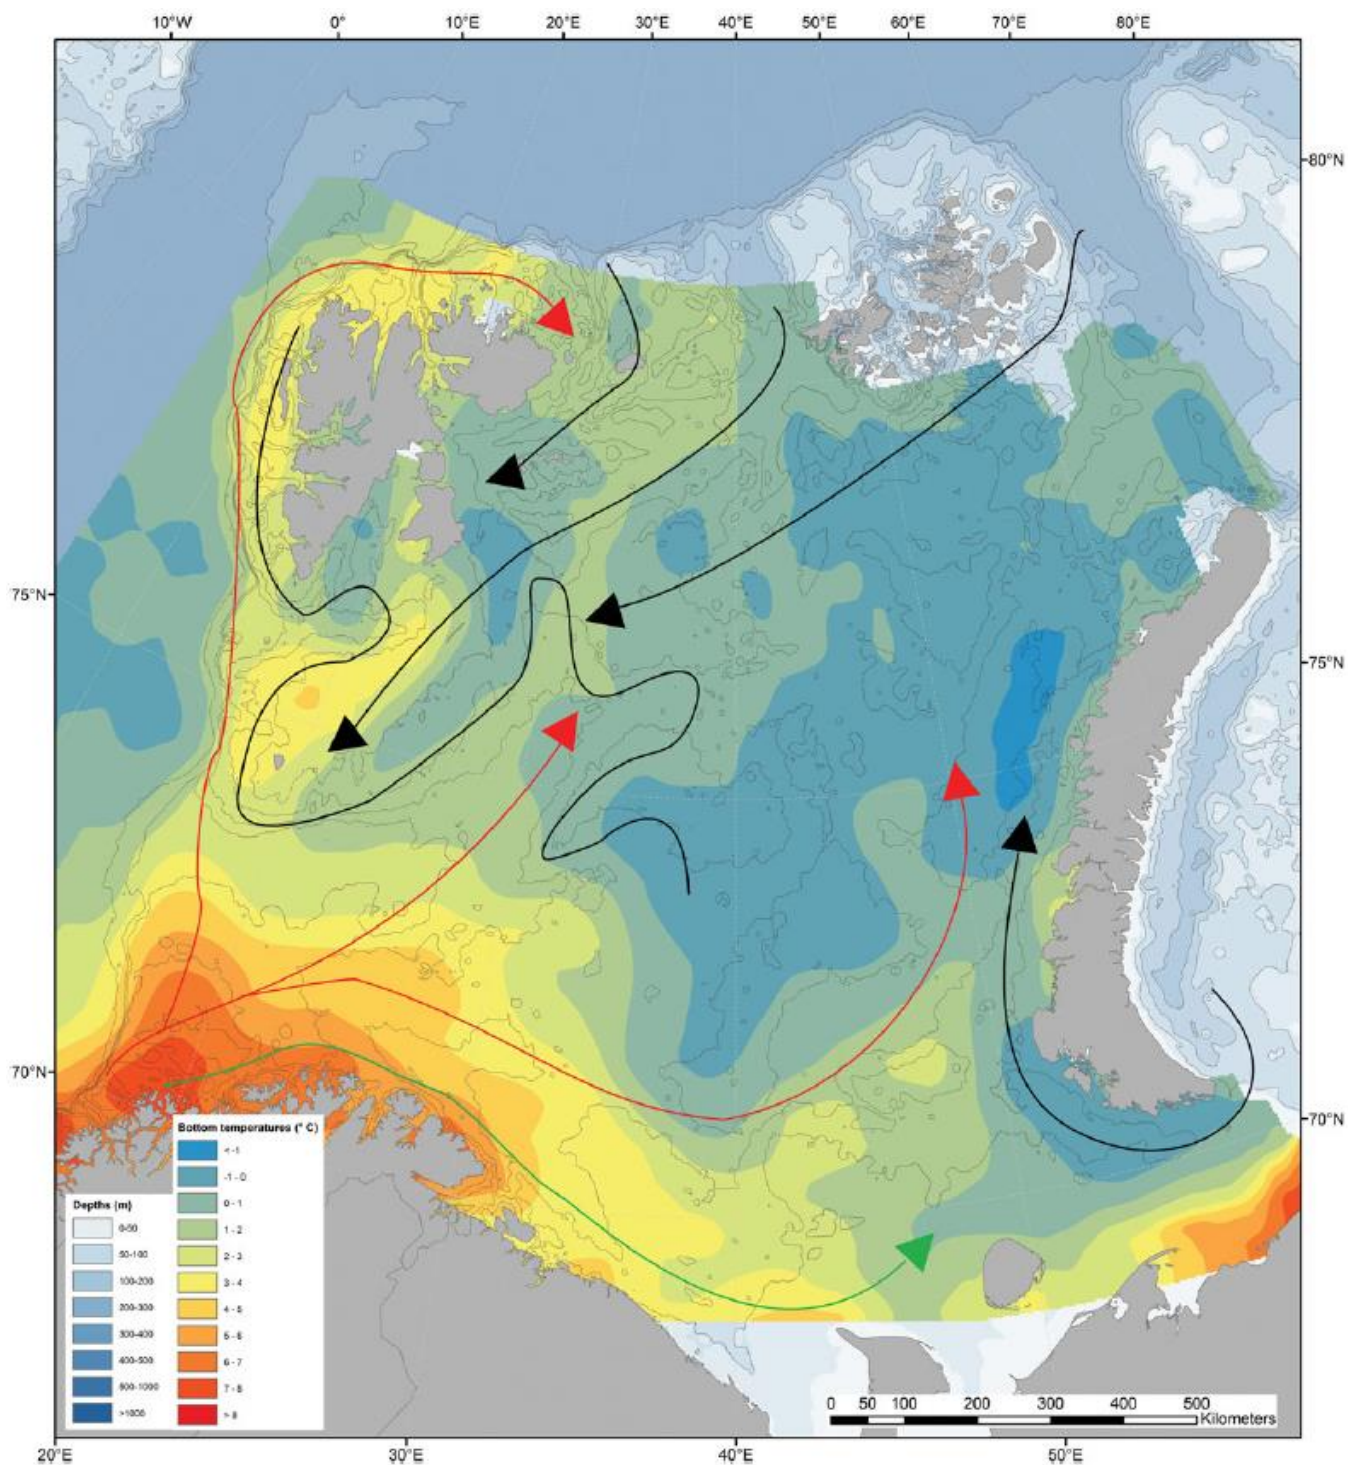 10°W 0° 10°E 20°E 30°E 40°E 50°E 60°E 70°E 80°E
80°N
75°N
75°N
70°N
70°N
Bottom temperatures (° C)
< -1
-1 - 0
0 - 1
1 - 2
2 - 3
3 - 4
4 - 5
5 - 6
6 - 7
7 - 8
> 8
Depths (m)
0-50
50-100
100-200
200-300
300-400
400-500
500-1000
>1000
0 50 100 200 300 400 500
Kilometers
20°E 30°E 40°E 50°E